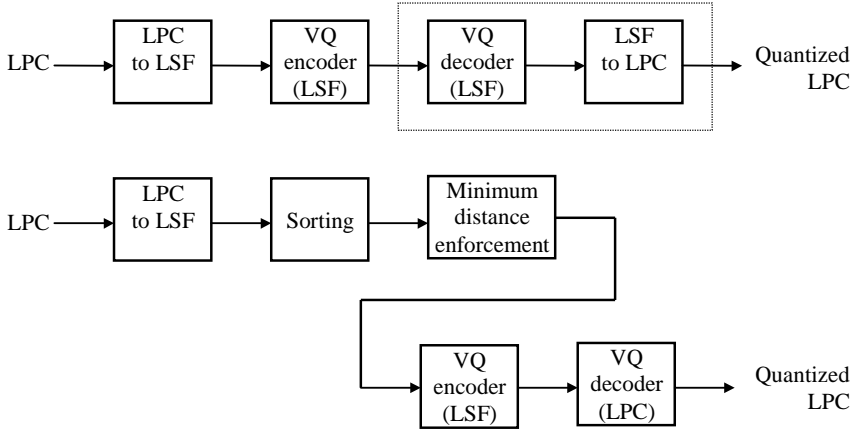 LPC
LPC
to LSF
VQ
encoder
(LSF)
VQ
decoder
(LSF)
LSF
to LPC
Quantized
LPC
LPC
LPC
to LSF
Sorting
Minimum
distance
enforcement
VQ
encoder
(LSF)
VQ
decoder
(LPC)
Quantized
LPC